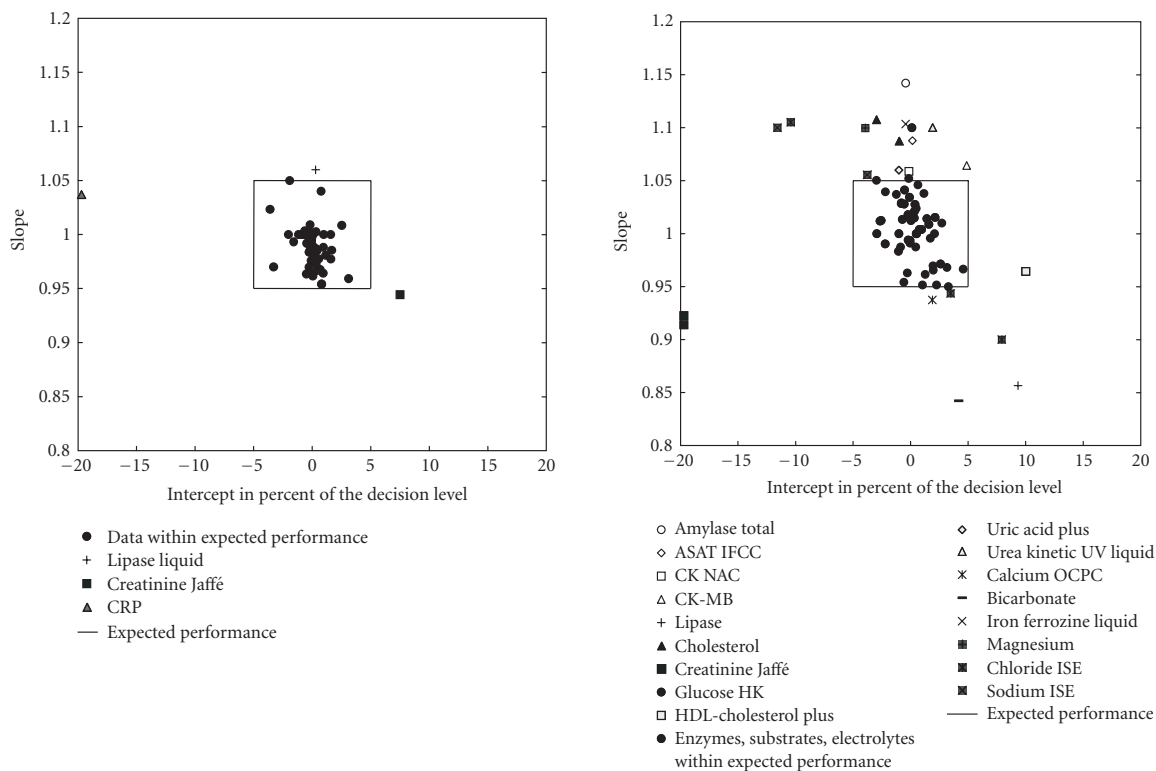 1.2
1.15
1.1
1.05
1
0.95
0.9
0.85
0.8
Slope
−20 −15 −10 −5 0 5 10 15 20
Intercept in percent of the decision level
Data within expected performance
Lipase liquid
Creatinine Jaffé
CRP
Expected performance
1.2
1.15
1.1
1.05
1
0.95
0.9
0.85
0.8
Slope
−20 −15 −10 −5 0 5 10 15 20
Intercept in percent of the decision level
Amylase total
ASAT IFCC
CK NAC
CK-MB
Lipase
Cholesterol
Creatinine Jaffé
Glucose HK
HDL-cholesterol plus
Enzymes, substrates, electrolytes
within expected performance
Uric acid plus
Urea kinetic UV liquid
Calcium OCPC
Bicarbonate
Iron ferrozine liquid
Magnesium
Chloride ISE
Sodium ISE
Expected performance